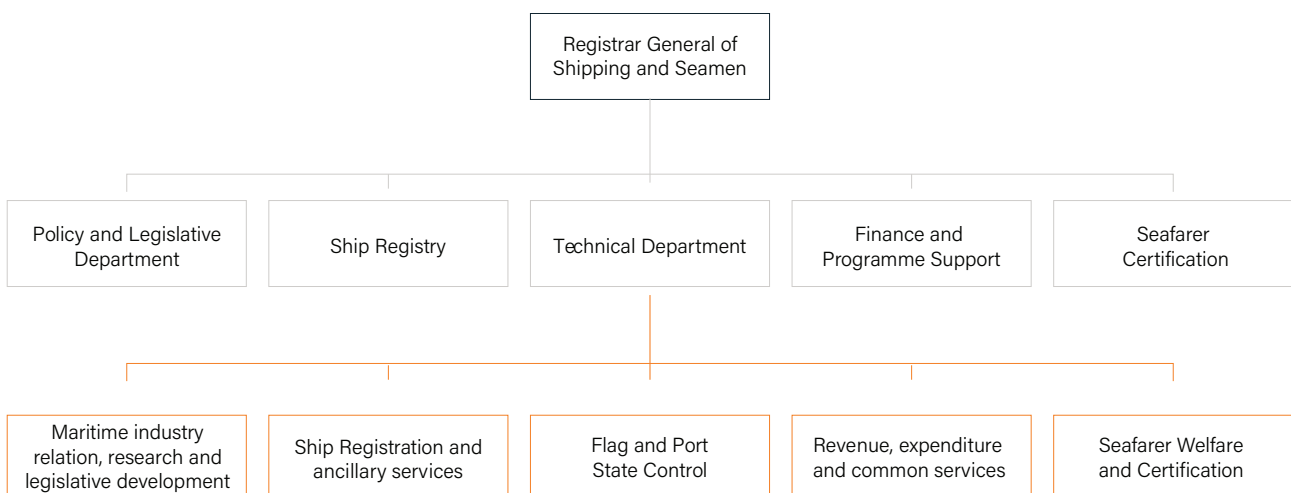 Registrar General of
Shipping and Seamen
Policy and Legislative
Department
Ship Registry
Technical Department
Finance and
Programme Support
Seafarer
Certification
Maritime industry
relation, research and
legislative development
Ship Registration and
ancillary services
Flag and Port
State Control
Revenue, expenditure
and common services
Seafarer Welfare
and Certification